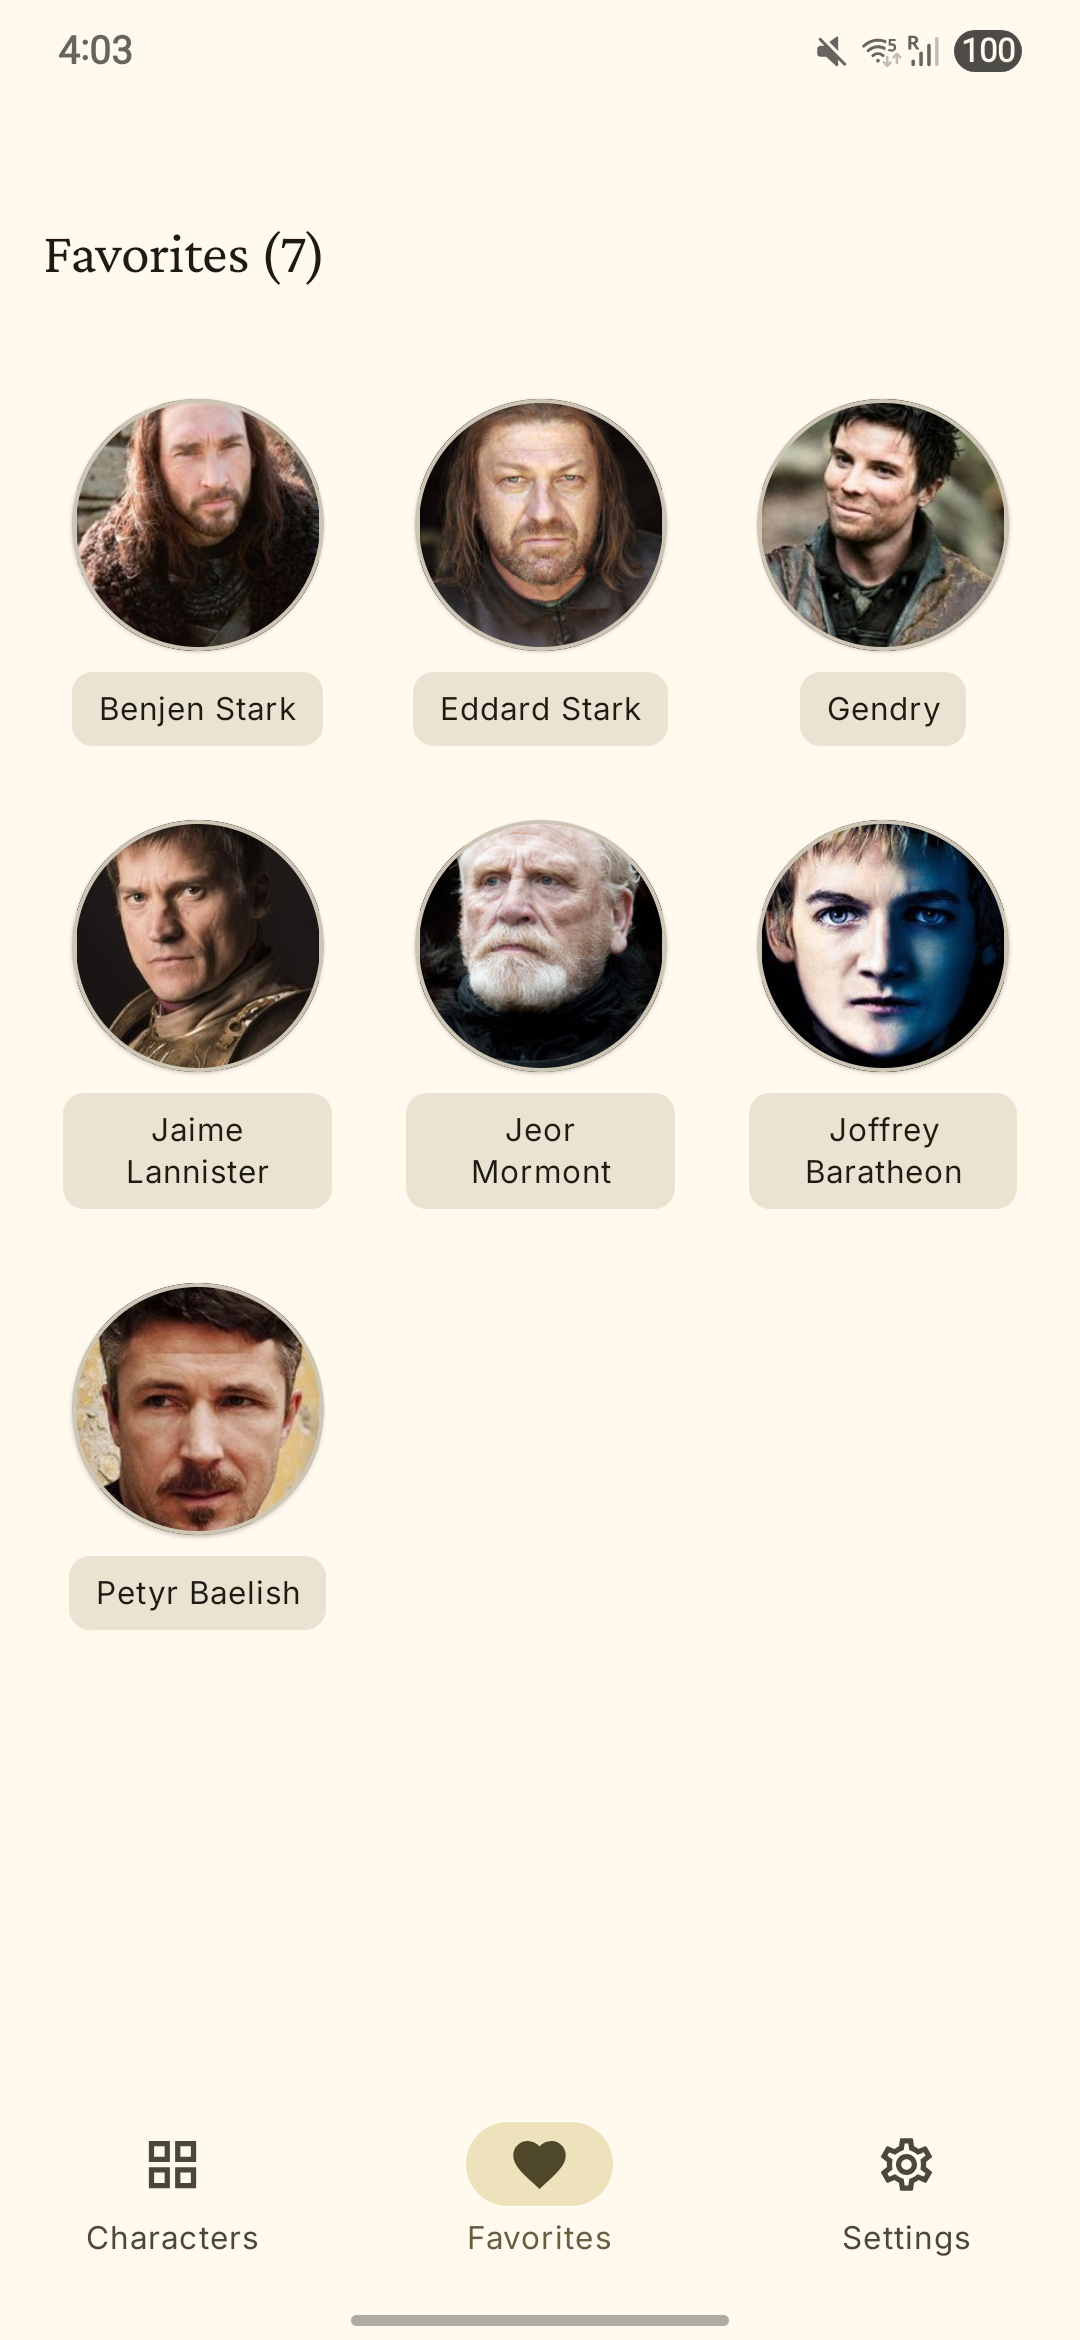 4:03
5
R
100
Favorites (7)
Benjen Stark
Eddard Stark
Gendry
Jaime
Lannister
Jeor
Mormont
Joffrey
Baratheon
Petyr Baelish
Characters
Favorites
Settings